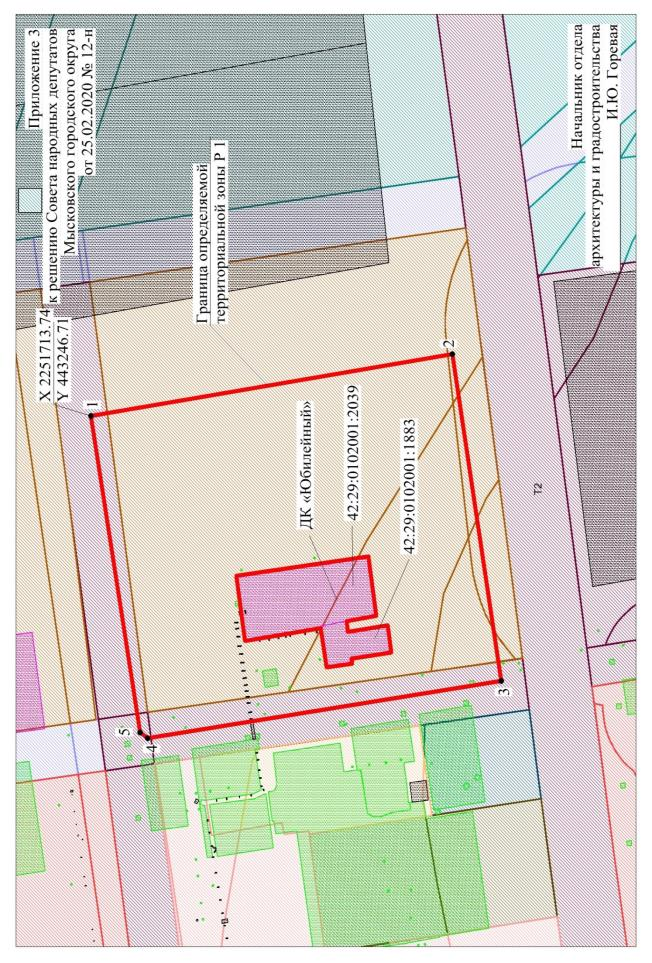 Приложение 3
к решению Совета народных депутатов
Мысковского городского округа
от 25.02.2020 № 12-н
X 2251713.74
Y 443246.71
1
Граница определяемой
территориальной зоны Р 1
2
ДК «Юбилейный»
42:29:0102001:2039
42:29:0102001:1883
3
4
5
Т2
Начальник отдела
архитектуры и градостроительства
И.Ю. Горевая